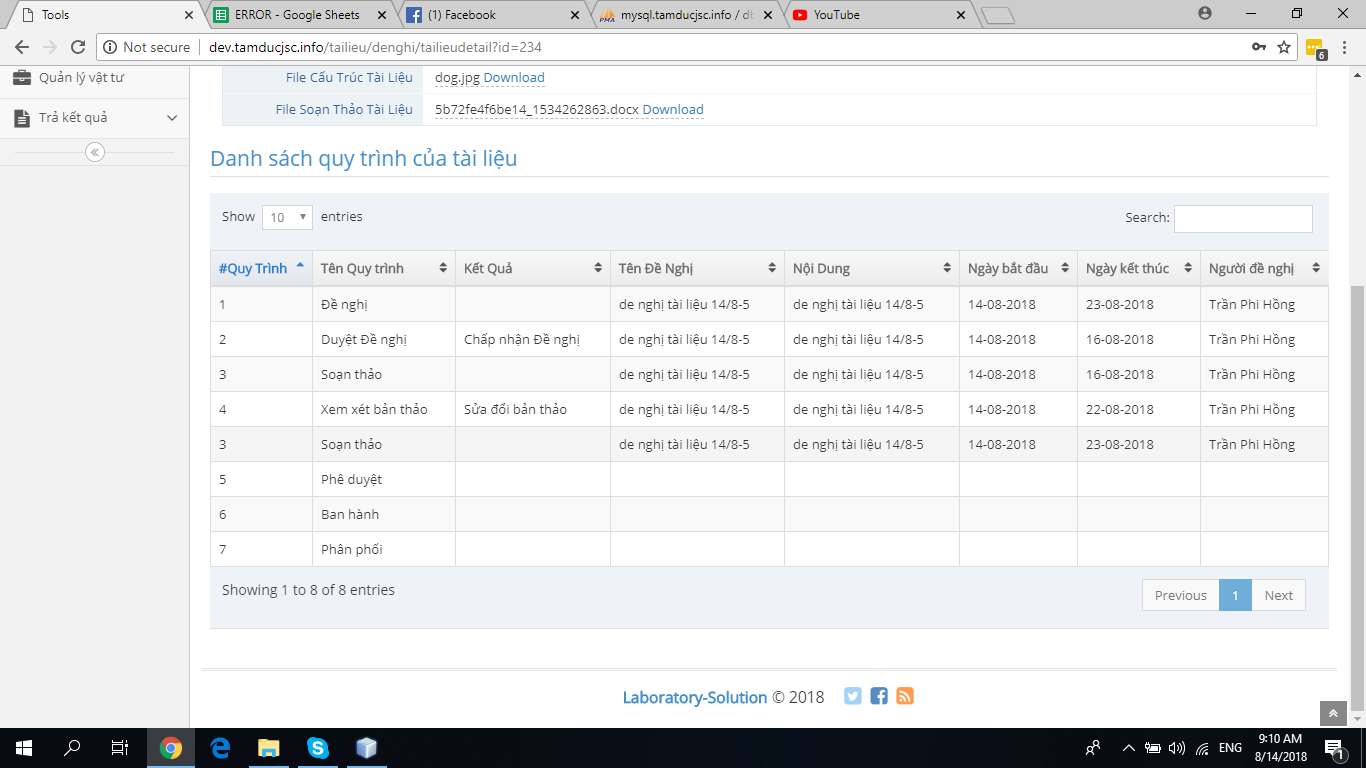 Tools
ERROR - Google Sheets
(1) Facebook
mysql.tamducjsc.info / db
YouTube
Not secure
dev.tamducjsc.info/tailieu/denghi/tailieudetail?id=234
6
Quản lý vật tư
Trả kết quả
File Cấu Trúc Tài Liệu dog.jpg Download
File Soạn Thảo Tài Liệu 5b72fe4f6be14_1534262863.docx Download
Danh sách quy trình của tài liệu
Show 10 entries Search:
#Quy Trình Tên Quy trình Kết Quả Tên Đề Nghị Nội Dung Ngày bắt đầu Ngày kết thúc Người đề nghị
1 Đề nghị de nghị tài liệu 14/8-5 de nghị tài liệu 14/8-5 14-08-2018 23-08-2018 Trần Phi Hồng
2 Duyệt Đề nghị Chấp nhận Đề nghị de nghị tài liệu 14/8-5 de nghị tài liệu 14/8-5 14-08-2018 16-08-2018 Trần Phi Hồng
3 Soạn thảo de nghị tài liệu 14/8-5 de nghị tài liệu 14/8-5 14-08-2018 16-08-2018 Trần Phi Hồng
4 Xem xét bản thảo Sửa đổi bản thảo de nghị tài liệu 14/8-5 de nghị tài liệu 14/8-5 14-08-2018 22-08-2018 Trần Phi Hồng
3 Soạn thảo de nghị tài liệu 14/8-5 de nghị tài liệu 14/8-5 14-08-2018 23-08-2018 Trần Phi Hồng
5 Phê duyệt
6 Ban hành
7 Phân phối
Showing 1 to 8 of 8 entries Previous 1 Next
Laboratory-Solution © 2018
ENG
9:10 AM
8/14/2018
1